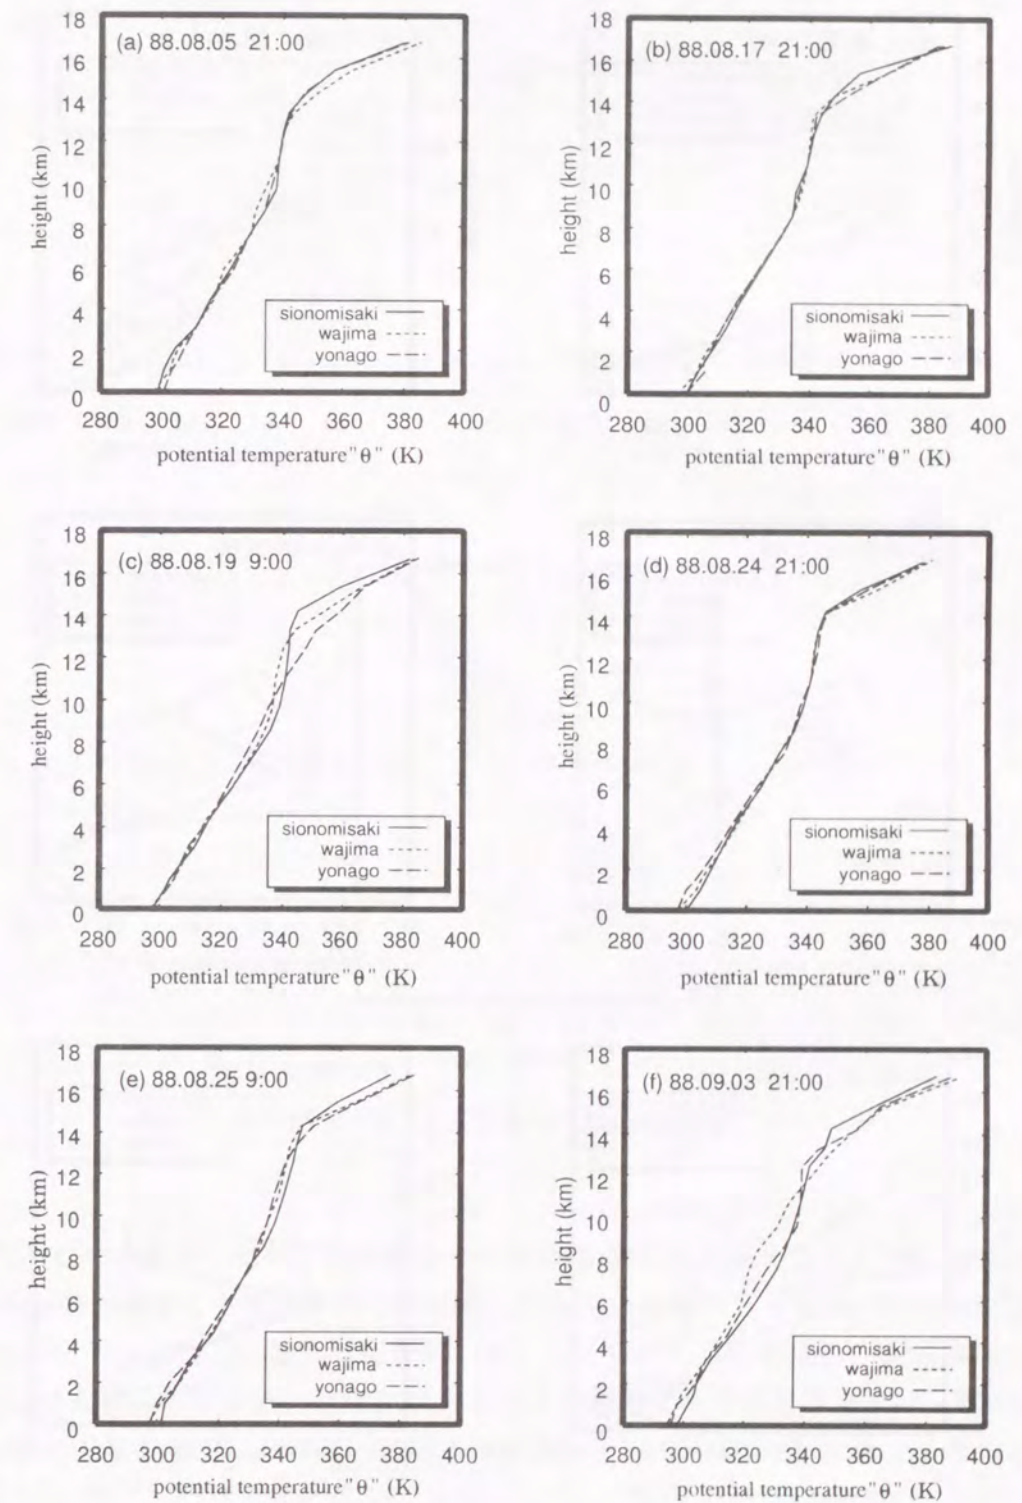 (a) 88.08.05 21:00
18
16
14
12
10
8
6
4
2
0
height (km)
sionomisaki
wajima
yonago
280 300 320 340 360 380 400
potential temperature"θ" (K)
(b) 88.08.17 21:00
18
16
14
12
10
8
6
4
2
0
height (km)
sionomisaki
wajima
yonago
280 300 320 340 360 380 400
potential temperature"θ" (K)
(c) 88.08.19 9:00
18
16
14
12
10
8
6
4
2
0
height (km)
sionomisaki
wajima
yonago
280 300 320 340 360 380 400
potential temperature"θ" (K)
(d) 88.08.24 21:00
18
16
14
12
10
8
6
4
2
0
height (km)
sionomisaki
wajima
yonago
280 300 320 340 360 380 400
potential temperature"θ" (K)
(e) 88.08.25 9:00
18
16
14
12
10
8
6
4
2
0
height (km)
sionomisaki
wajima
yonago
280 300 320 340 360 380 400
potential temperature"θ" (K)
(f) 88.09.03 21:00
18
16
14
12
10
8
6
4
2
0
height (km)
sionomisaki
wajima
yonago
280 300 320 340 360 380 400
potential temperature"θ" (K)